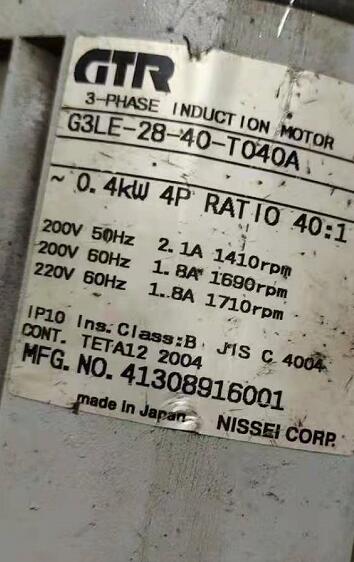 GTR
3-PHASE INDUCTION MOTOR
G3LE-28-40-T040A
~ 0.4kW 4P RATIO 40:1
200V 50Hz 2.1A 1410rpm
200V 60Hz 1.8A 1690rpm
220V 60Hz 1.8A 1710rpm
IP10 Ins.Class:B JIS C 4004
CONT. TETA12 2004
MFG. NO. 41308916001
made in Japan NISSEI CORP.